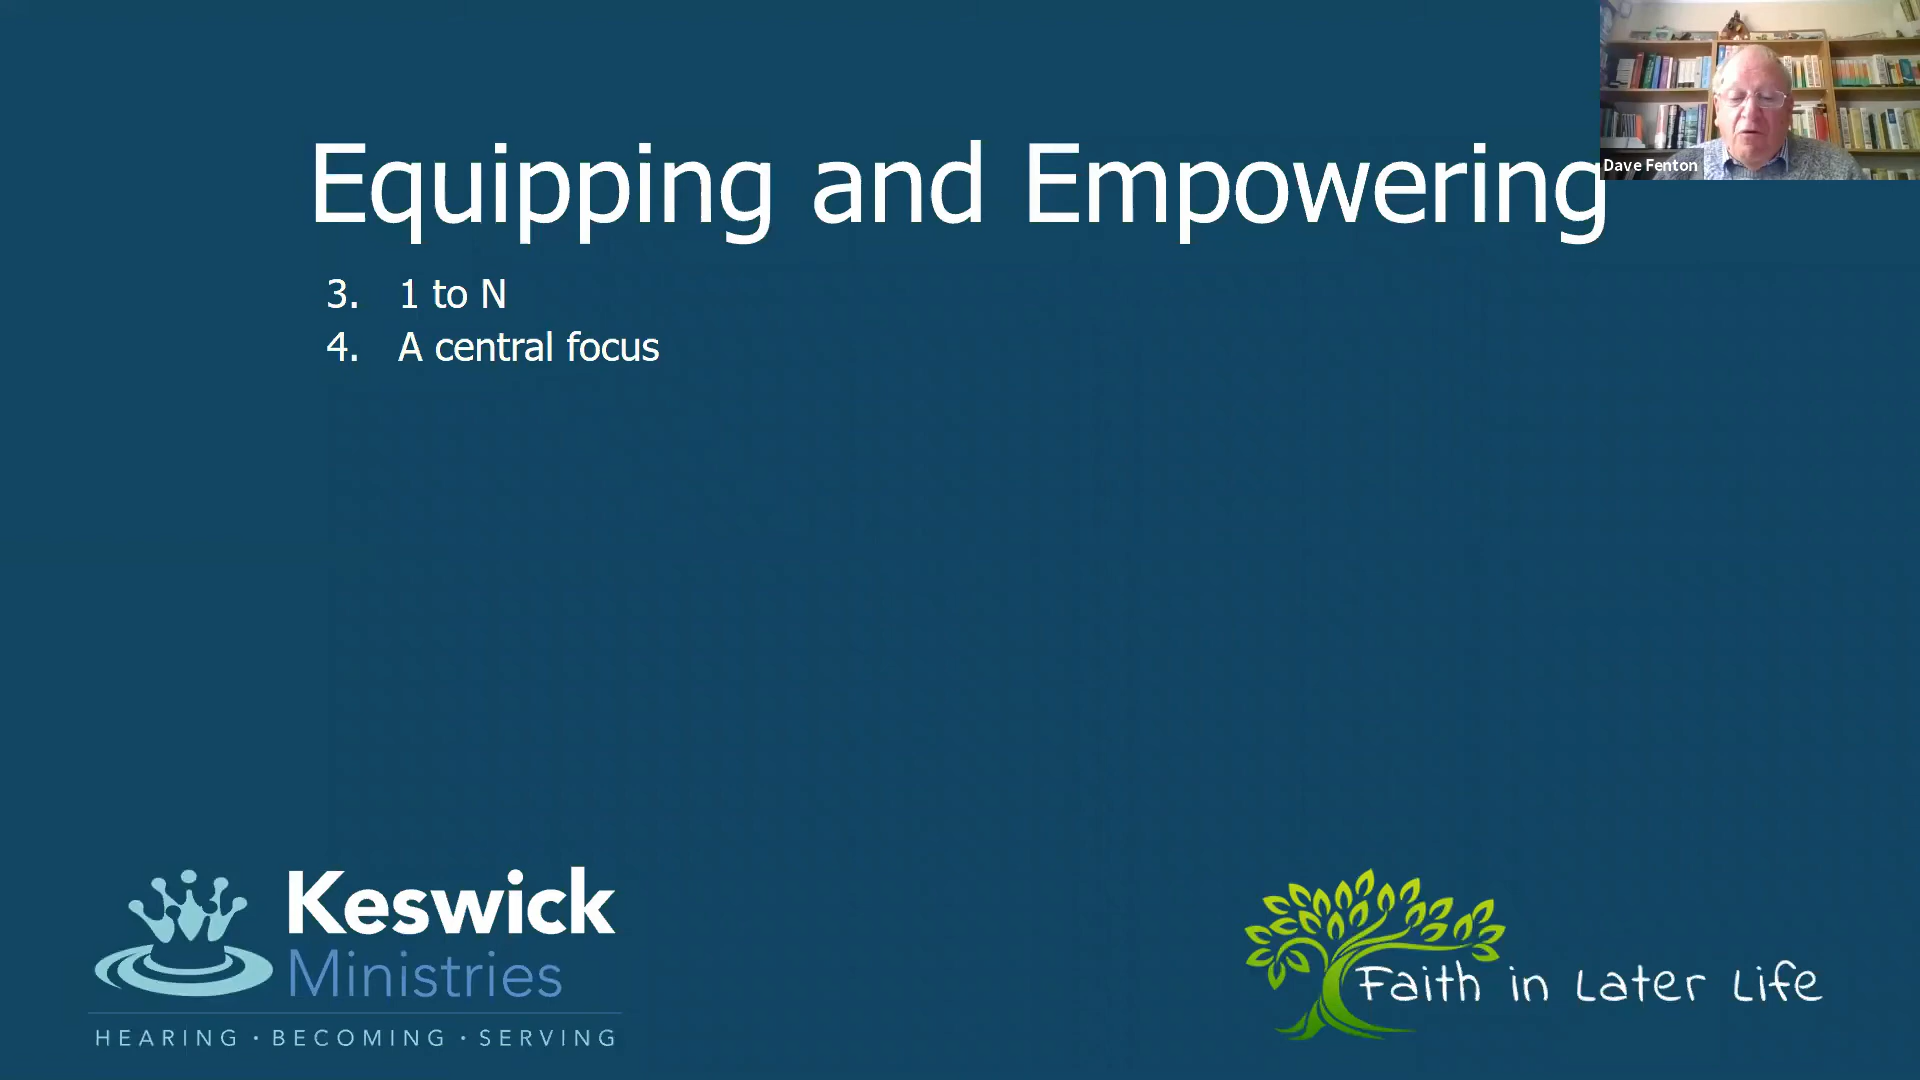 Equipping and Empowering
Dave Fenton
3. 1 to N
4. A central focus
Keswick
Ministries
HEARING · BECOMING · SERVING
Faith in Later Life